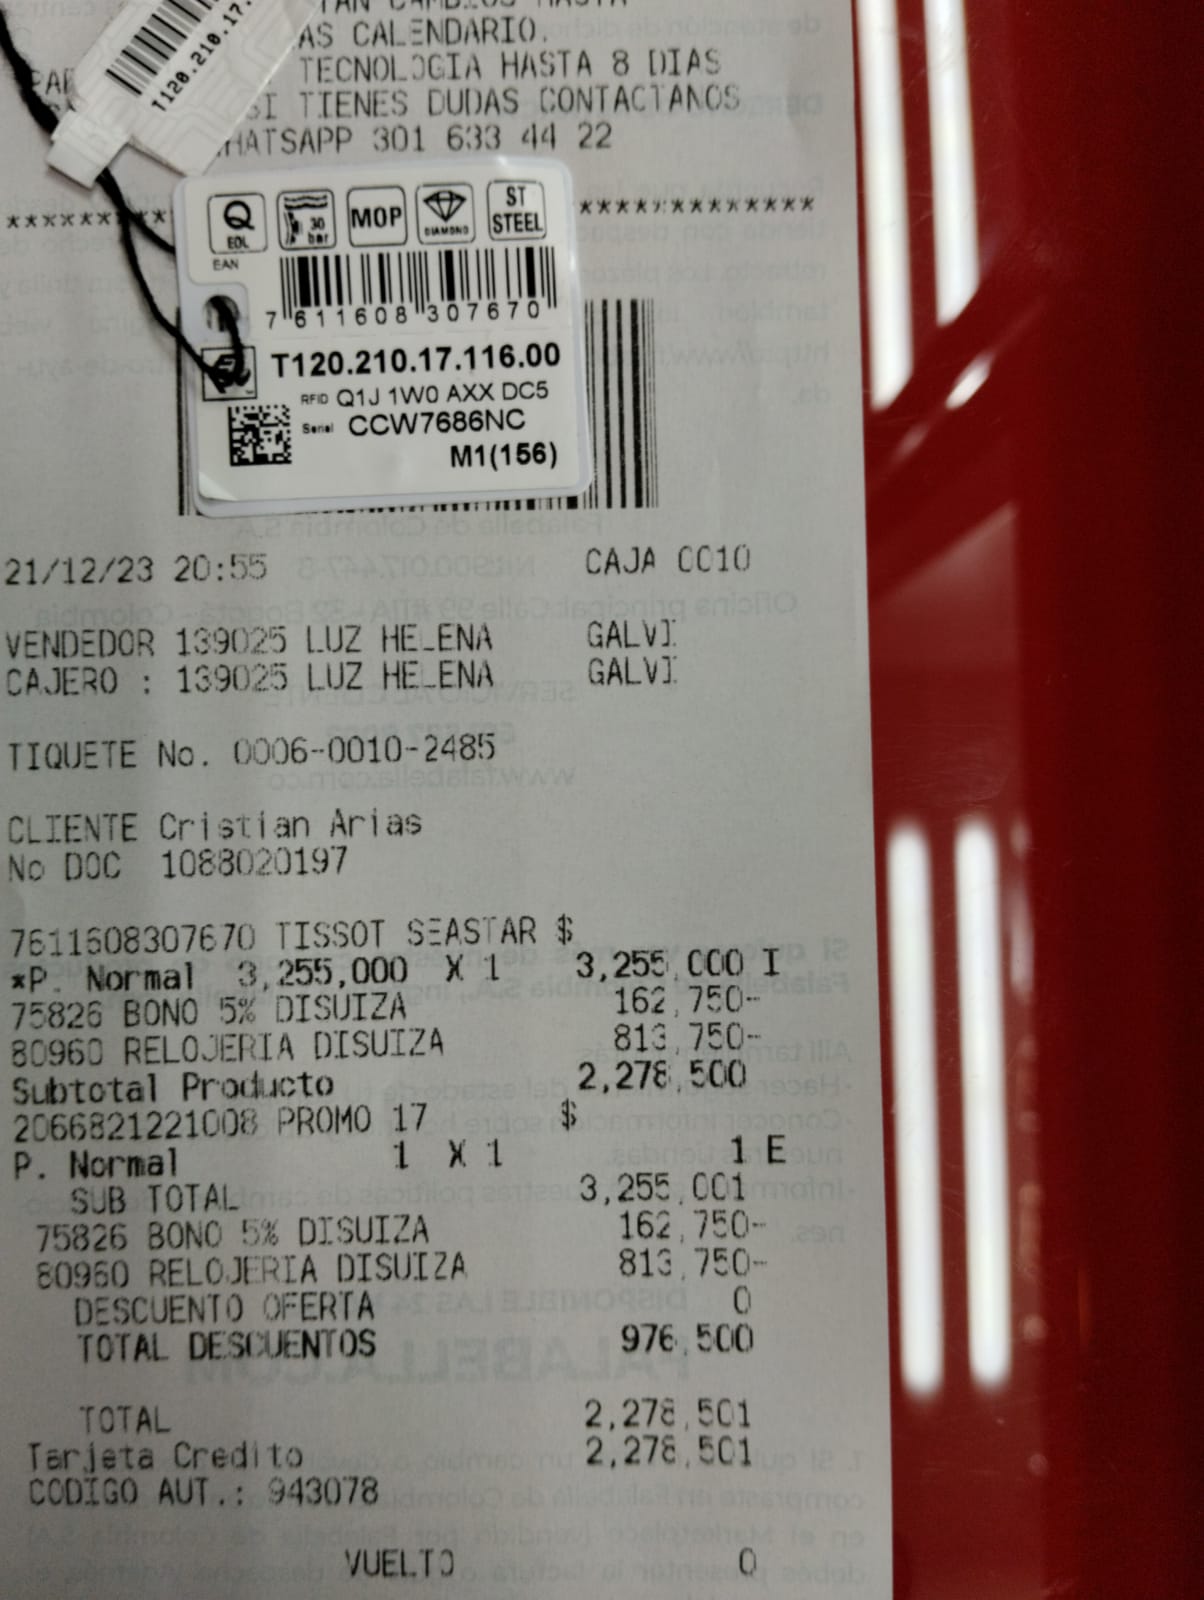 AS CALENDARIO.
TECNOLOGIA HASTA 8 DIAS
SI TIENES DUDAS CONTACTANOS
WHATSAPP 301 633 44 22
T120.210.17.
Q EOL
30 bar
MOP
DIAMOND
ST STEEL
EAN
7 611608 307670
T120.210.17.116.00
RFID Q1J 1W0 AXX DC5
Serial CCW7686NC
M1(156)
21/12/23 20:55 CAJA 0010
VENDEDOR 139025 LUZ HELENA GALVI
CAJERO : 139025 LUZ HELENA GALVI
TIQUETE No. 0006-0010-2485
CLIENTE Cristian Arias
No DOC 1088020197
7611608307670 TISSOT SEASTAR $
*P. Normal 3,255,000 X 1 3,255,000 I
75826 BONO 5% DISUIZA 162,750-
80960 RELOJERIA DISUIZA 813,750-
Subtotal Producto 2,278,500
2066821221008 PROMO 17 $
P. Normal 1 X 1 1 E
SUB TOTAL 3,255,001
75826 BONO 5% DISUIZA 162,750-
80960 RELOJERIA DISUIZA 813,750-
DESCUENTO OFERTA 0
TOTAL DESCUENTOS 976,500
TOTAL 2,278,501
Tarjeta Credito 2,278,501
CODIGO AUT.: 943078
VUELTO 0